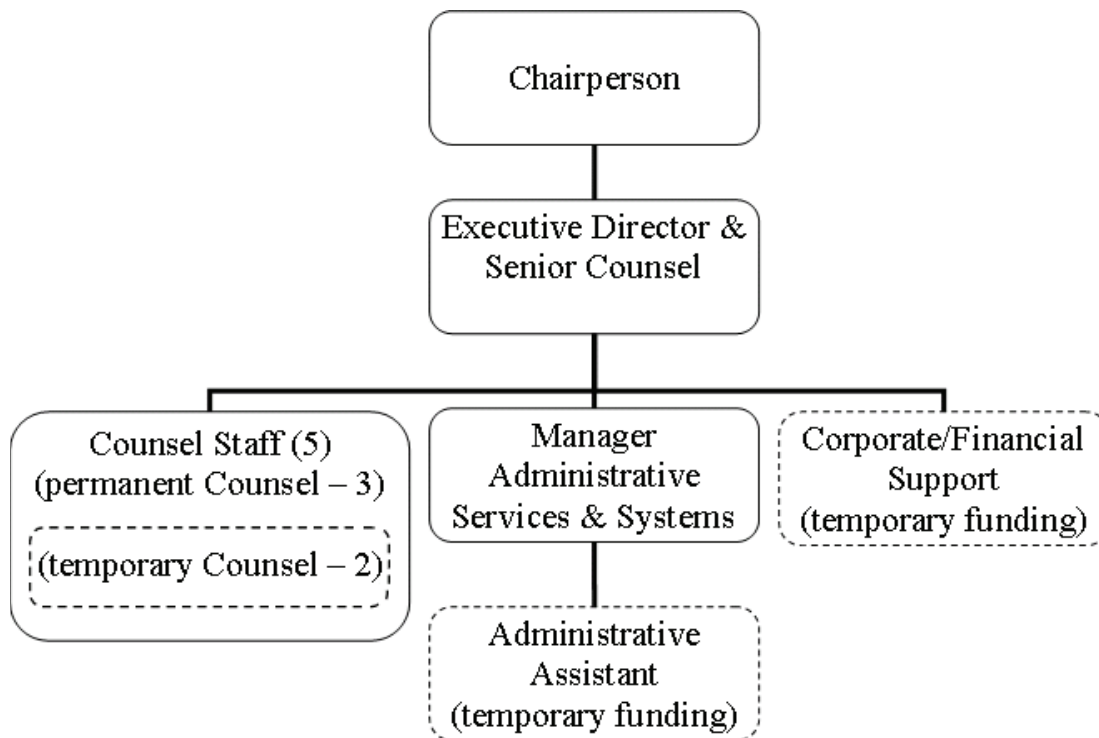 Chairperson
Executive Director &
Senior Counsel
Counsel Staff (5)
(permanent Counsel – 3)
(temporary Counsel – 2)
Manager
Administrative
Services & Systems
Corporate/Financial
Support
(temporary funding)
Administrative
Assistant
(temporary funding)